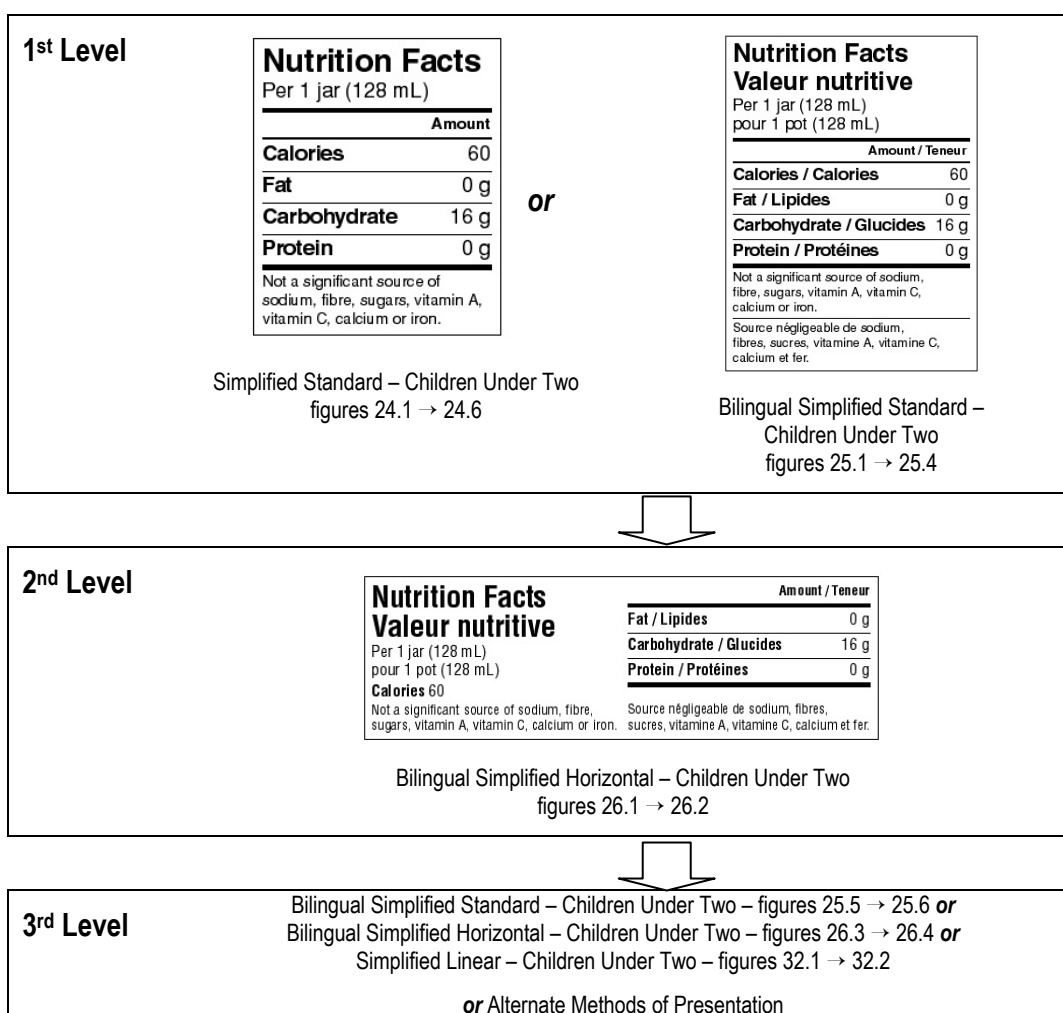 1st Level
Nutrition Facts
Per 1 jar (128 mL)
Amount
Calories 60
Fat 0 g
Carbohydrate 16 g
Protein 0 g
Not a significant source of
sodium, fibre, sugars, vitamin A,
vitamin C, calcium or iron.
Simplified Standard – Children Under Two
figures 24.1 → 24.6
or
Nutrition Facts
Valeur nutritive
Per 1 jar (128 mL)
pour 1 pot (128 mL)
Amount / Teneur
Calories / Calories 60
Fat / Lipides 0 g
Carbohydrate / Glucides 16 g
Protein / Protéines 0 g
Not a significant source of sodium,
fibre, sugars, vitamin A, vitamin C,
calcium or iron.
Source négligeable de sodium,
fibres, sucres, vitamine A, vitamine C,
calcium et fer.
Bilingual Simplified Standard –
Children Under Two
figures 25.1 → 25.4
2nd Level
Nutrition Facts
Valeur nutritive
Per 1 jar (128 mL)
pour 1 pot (128 mL)
Calories 60
Not a significant source of sodium, fibre,
sugars, vitamin A, vitamin C, calcium or iron.
Amount / Teneur
Fat / Lipides 0 g
Carbohydrate / Glucides 16 g
Protein / Protéines 0 g
Source négligeable de sodium, fibres,
sucres, vitamine A, vitamine C, calcium et fer.
Bilingual Simplified Horizontal – Children Under Two
figures 26.1 → 26.2
3rd Level
Bilingual Simplified Standard – Children Under Two – figures 25.5 → 25.6 or
Bilingual Simplified Horizontal – Children Under Two – figures 26.3 → 26.4 or
Simplified Linear – Children Under Two – figures 32.1 → 32.2
or Alternate Methods of Presentation